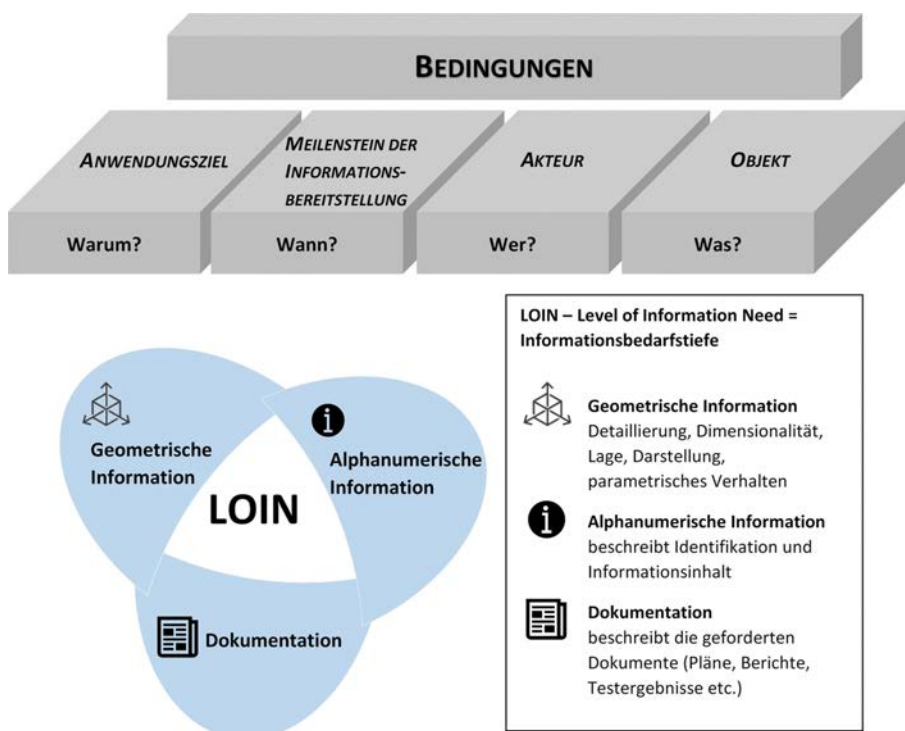 BEDINGUNGEN
ANWENDUNGSZIEL
MEILENSTEIN DER
INFORMATIONS-
BEREITSTELLUNG
AKTEUR
OBJEKT
Warum?
Wann?
Wer?
Was?
Geometrische
Information
Alphanumerische
Information
LOIN
Dokumentation
LOIN – Level of Information Need =
Informationsbedarfstiefe
Geometrische Information
Detaillierung, Dimensionalität,
Lage, Darstellung,
parametrisches Verhalten
Alphanumerische Information
beschreibt Identifikation und
Informationsinhalt
Dokumentation
beschreibt die geforderten
Dokumente (Pläne, Berichte,
Testergebnisse etc.)